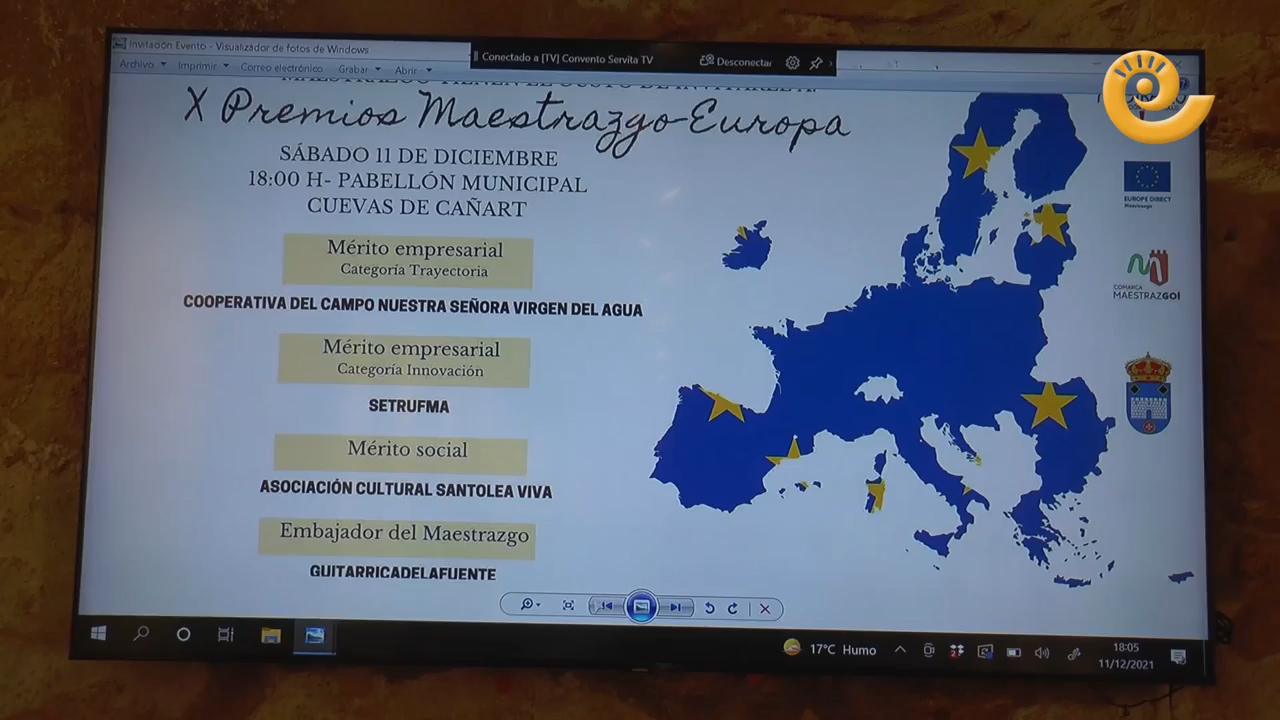 Invitación Evento - Visualizador de fotos de Windows
Conectado a [TV] Convento Servita TV
Desconectar
Archivo Imprimir Correo electrónico Grabar Abrir
X Premios Maestrazgo-Europa
SÁBADO 11 DE DICIEMBRE
18:00 H- PABELLÓN MUNICIPAL
CUEVAS DE CAÑART
Mérito empresarial
Categoría Trayectoria
COOPERATIVA DEL CAMPO NUESTRA SEÑORA VIRGEN DEL AGUA
Mérito empresarial
Categoría Innovación
SETRUFMA
Mérito social
ASOCIACIÓN CULTURAL SANTOLEA VIVA
Embajador del Maestrazgo
GUITARRICADELAFUENTE
EUROPE DIRECT
Maestrazgo
COMARCA
MAESTRAZGO
17°C Humo
18:05
11/12/2021